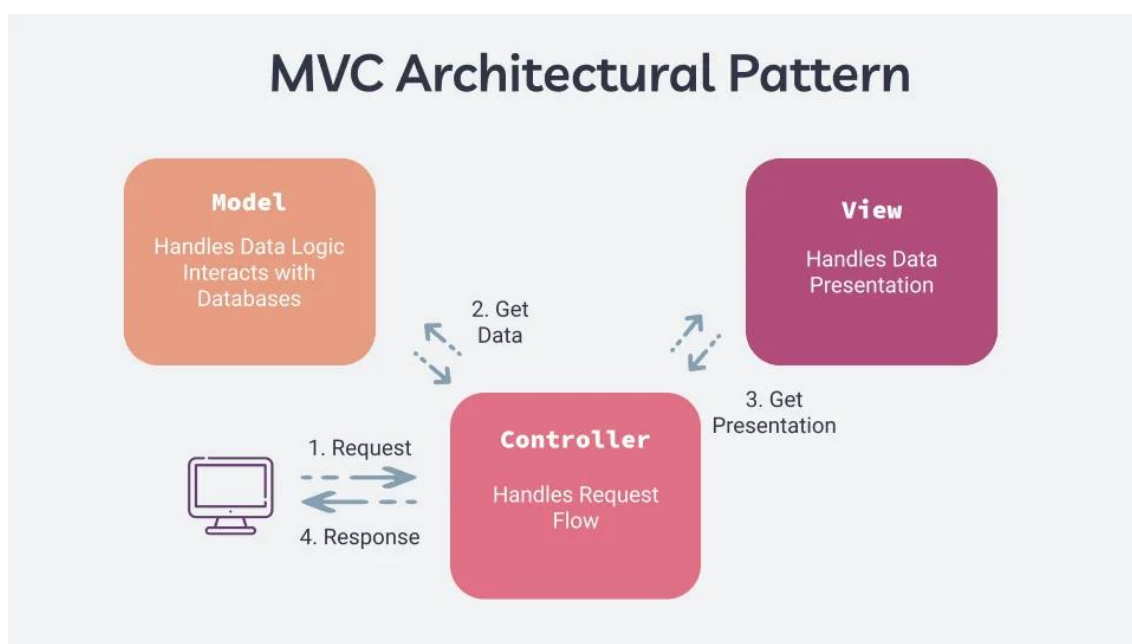 MVC Architectural Pattern
Model
Handles Data Logic
Interacts with
Databases
View
Handles Data
Presentation
2. Get
Data
3. Get
Presentation
Controller
Handles Request
Flow
1. Request
4. Response